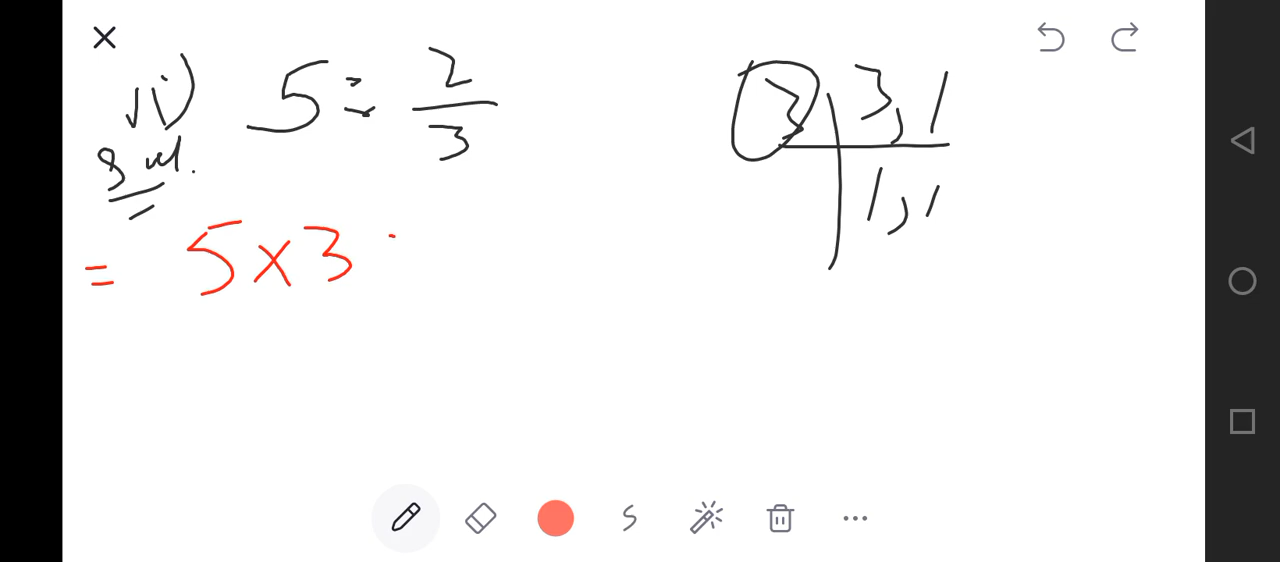 vi) 5 : 2/3
3 | 3, 1
1, 1
Sol.
= 5 × 3 :